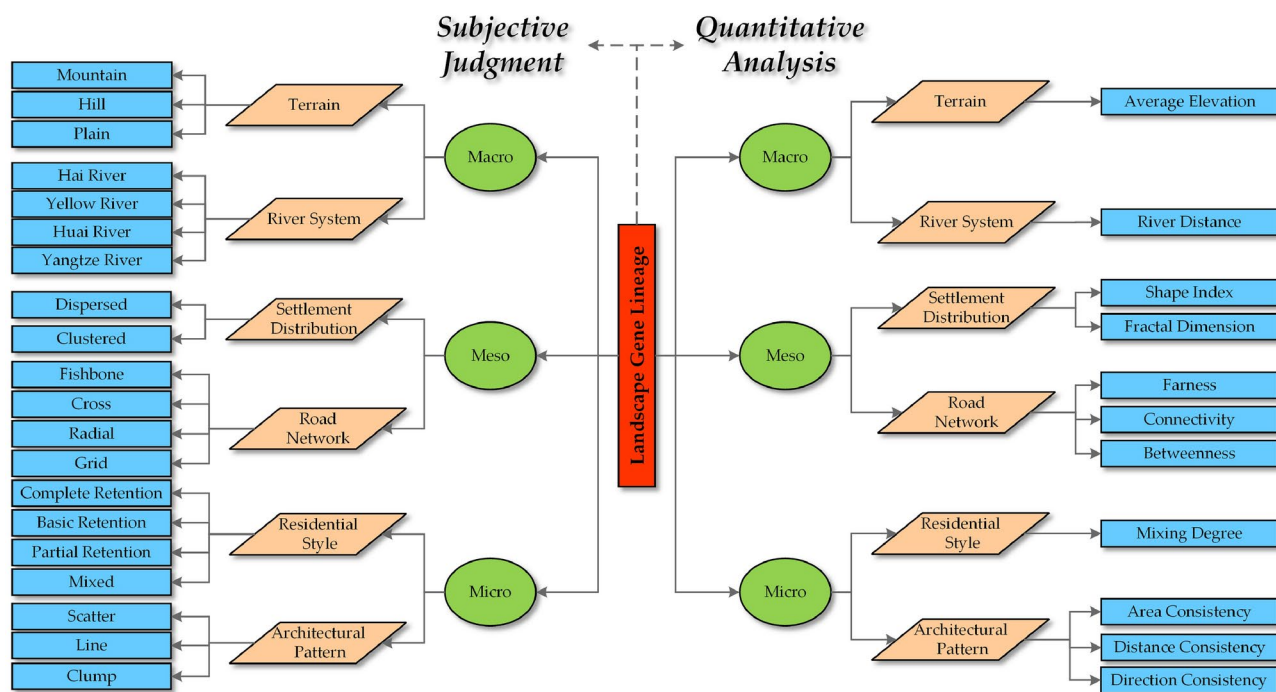 Subjective
Judgment
Quantitative
Analysis
Mountain
Hill
Plain
Terrain
Hai River
Yellow River
Huai River
Yangtze River
River System
Macro
Dispersed
Clustered
Settlement
Distribution
Fishbone
Cross
Radial
Grid
Road
Network
Meso
Complete Retention
Basic Retention
Partial Retention
Mixed
Residential
Style
Scatter
Line
Clump
Architectural
Pattern
Micro
Landscape Gene Lineage
Macro
Terrain
Average Elevation
River System
River Distance
Meso
Settlement
Distribution
Shape Index
Fractal Dimension
Road
Network
Farness
Connectivity
Betweenness
Micro
Residential
Style
Mixing Degree
Architectural
Pattern
Area Consistency
Distance Consistency
Direction Consistency